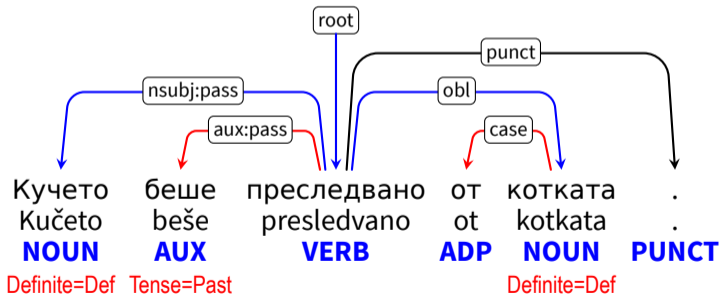 root
punct
nsubj:pass obl
aux:pass case
Кучето беше преследвано от котката .
Kučeto beše presledvano ot kotkata .
NOUN AUX VERB ADP NOUN PUNCT
Definite=Def Tense=Past Definite=Def